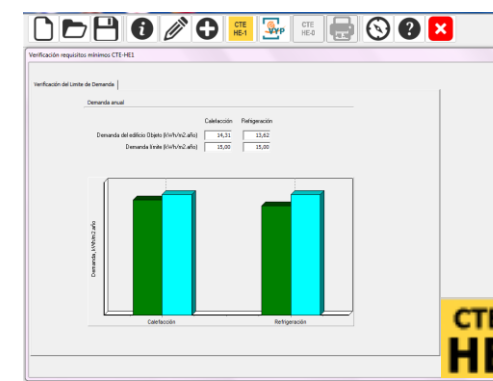 CTE
HE-1
VYP
CTE
HE-0
Verificación requisitos mínimos CTE-HE1
Verificación del Límite de Demanda
Demanda anual
Calefacción Refrigeración
Demanda del edificio Objeto (kWh/m2.año) 14,31 13,62
Demanda límite (kWh/m2.año) 15,00 15,00
Demanda, kWh/m2.año
Calefacción Refrigeración
CTE
HE